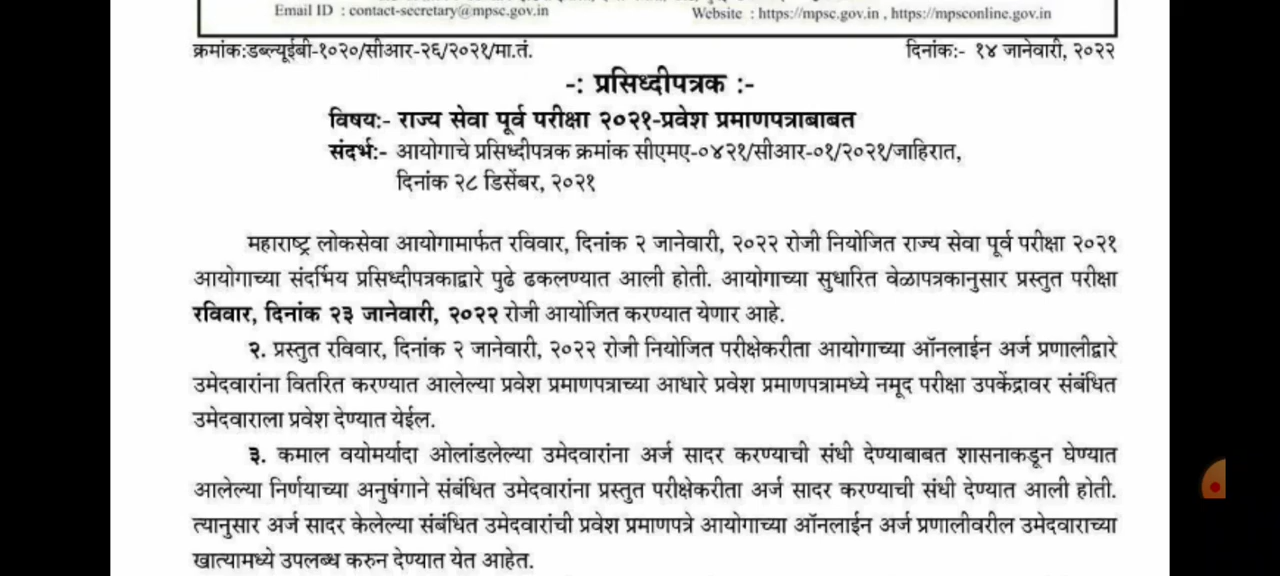 Email ID : contact-secretary@mpsc.gov.in Website : https://mpsc.gov.in , https://mpsconline.gov.in
क्रमांक:डब्ल्यूईबी-१०२०/सीआर-२६/२०२१/मा.तं. दिनांक:- १४ जानेवारी, २०२२
-: प्रसिध्दीपत्रक :-
विषय:- राज्य सेवा पूर्व परीक्षा २०२१-प्रवेश प्रमाणपत्राबाबत
संदर्भ:- आयोगाचे प्रसिध्दीपत्रक क्रमांक सीएमए-०४२१/सीआर-०१/२०२१/जाहिरात,
दिनांक २८ डिसेंबर, २०२१
महाराष्ट्र लोकसेवा आयोगामार्फत रविवार, दिनांक २ जानेवारी, २०२२ रोजी नियोजित राज्य सेवा पूर्व परीक्षा २०२१
आयोगाच्या संदर्भिय प्रसिध्दीपत्रकाद्वारे पुढे ढकलण्यात आली होती. आयोगाच्या सुधारित वेळापत्रकानुसार प्रस्तुत परीक्षा
रविवार, दिनांक २३ जानेवारी, २०२२ रोजी आयोजित करण्यात येणार आहे.
२. प्रस्तुत रविवार, दिनांक २ जानेवारी, २०२२ रोजी नियोजित परीक्षेकरीता आयोगाच्या ऑनलाईन अर्ज प्रणालीद्वारे
उमेदवारांना वितरित करण्यात आलेल्या प्रवेश प्रमाणपत्राच्या आधारे प्रवेश प्रमाणपत्रामध्ये नमूद परीक्षा उपकेंद्रावर संबंधित
उमेदवाराला प्रवेश देण्यात येईल.
३. कमाल वयोमर्यादा ओलांडलेल्या उमेदवारांना अर्ज सादर करण्याची संधी देण्याबाबत शासनाकडून घेण्यात
आलेल्या निर्णयाच्या अनुषंगाने संबंधित उमेदवारांना प्रस्तुत परीक्षेकरीता अर्ज सादर करण्याची संधी देण्यात आली होती.
त्यानुसार अर्ज सादर केलेल्या संबंधित उमेदवारांची प्रवेश प्रमाणपत्रे आयोगाच्या ऑनलाईन अर्ज प्रणालीवरील उमेदवाराच्या
खात्यामध्ये उपलब्ध करुन देण्यात येत आहेत.